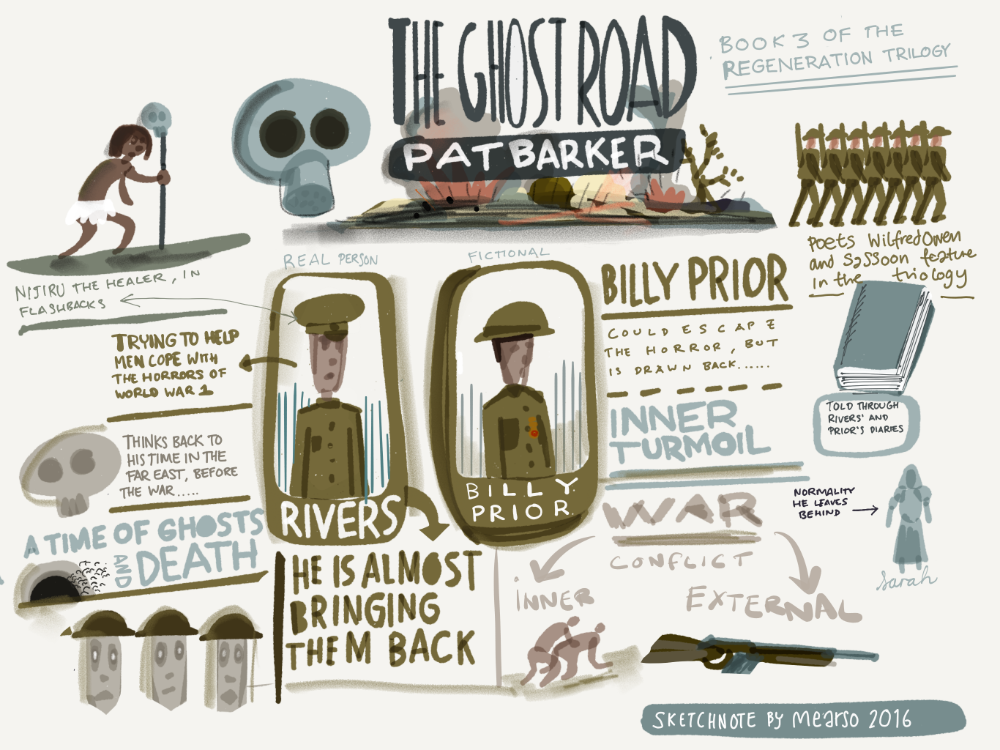 THE GHOST ROAD
PAT BARKER
BOOK 3 OF THE
REGENERATION TRILOGY
NJIRU THE HEALER, IN
FLASHBACKS
REAL PERSON
FICTIONAL
Poets Wilfred Owen
and Sassoon feature
in the triology
BILLY PRIOR
COULD ESCAPE
THE HORROR, BUT
IS DRAWN BACK......
TRYING TO HELP
MEN COPE WITH
THE HORRORS OF
WORLD WAR 1
TOLD THROUGH
RIVERS' AND
PRIOR'S DIARIES
INNER
TURMOIL
THINKS BACK TO
HIS TIME IN THE
FAR EAST, BEFORE
THE WAR.....
RIVERS
BILLY
PRIOR
WAR
CONFLICT
INNER
EXTERNAL
NORMALITY
HE LEAVES
BEHIND
Sarah
A TIME OF GHOSTS
AND DEATH
HE IS ALMOST
BRINGING
THEM BACK
SKETCHNOTE BY Mearso 2016